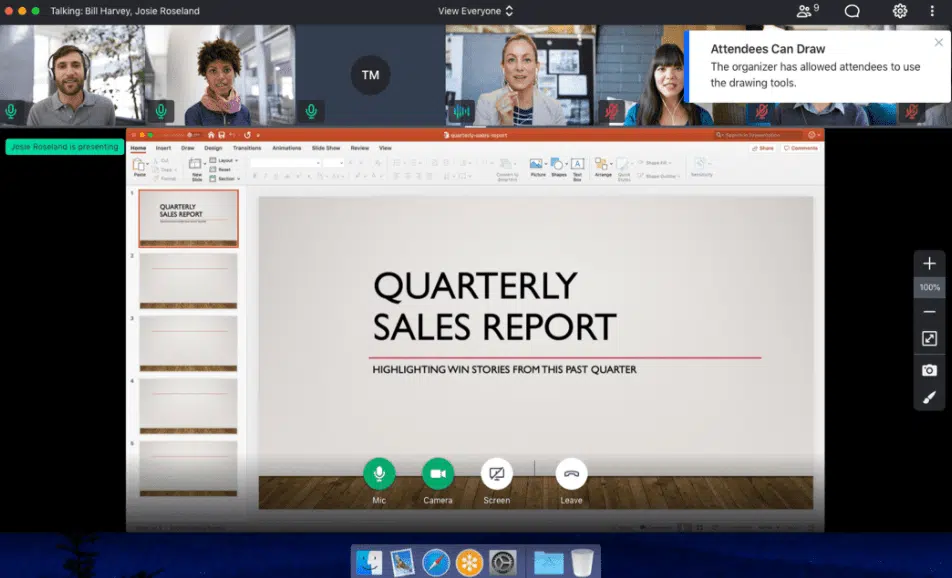 Talking: Bill Harvey, Josie Roseland
View Everyone
9
TM
Attendees Can Draw
The organizer has allowed attendees to use
the drawing tools.
Josie Roseland is presenting
quarterly-sales-report
Home Insert Draw Design Transitions Animations Slide Show Review View
Share Comments
Paste
Cut
New
Slide
Layout
Reset
Section
Picture
Shapes
Text
Box
Arrange
1
QUARTERLY
SALES REPORT
2
3
4
5
QUARTERLY
SALES REPORT
HIGHLIGHTING WIN STORIES FROM THIS PAST QUARTER
100%
Mic
Camera
Screen
Leave